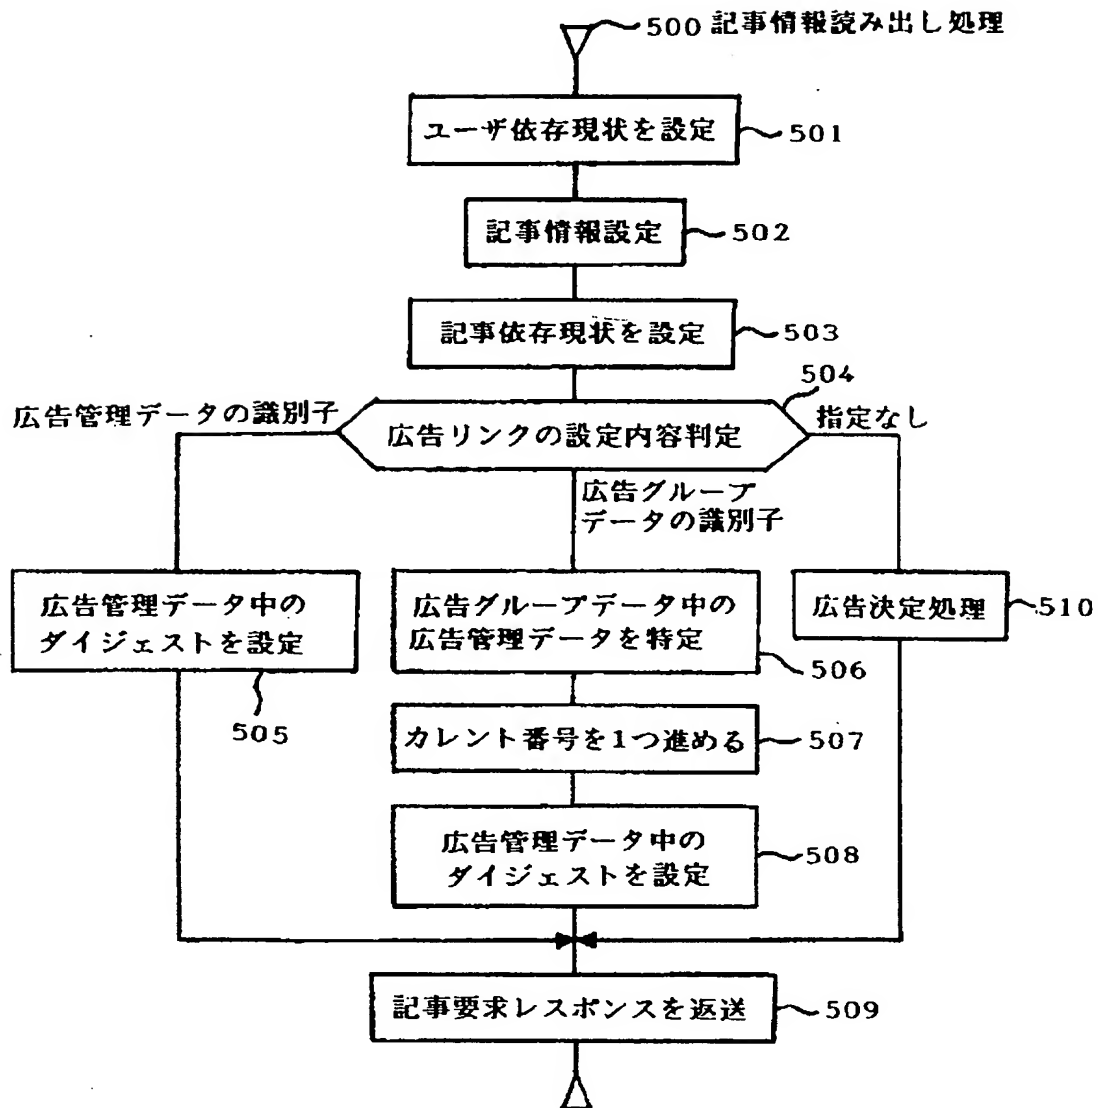 500 記事情報読み出し処理
ユーザ依存現状を設定
501
記事情報設定
502
記事依存現状を設定
503
504
広告管理データの識別子
広告リンクの設定内容判定
指定なし
広告グループ
データの識別子
広告管理データ中の
ダイジェストを設定
505
広告グループデータ中の
広告管理データを特定
506
広告決定処理
510
カレント番号を1つ進める
507
広告管理データ中の
ダイジェストを設定
508
記事要求レスポンスを返送
509